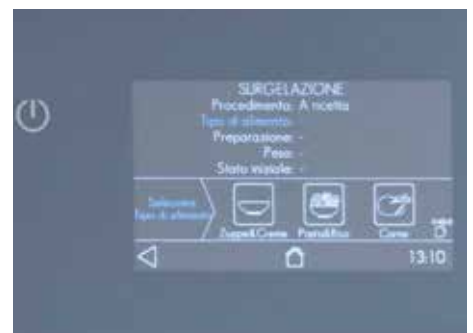 SURGELAZIONE
Procedimento: A ricetta
Tipo di alimento:
Preparazione: -
Peso: -
Stato iniziale: -
Seleziona
Tipo di alimento
Zuppe&Creme Pasta&Riso Carne
13:10